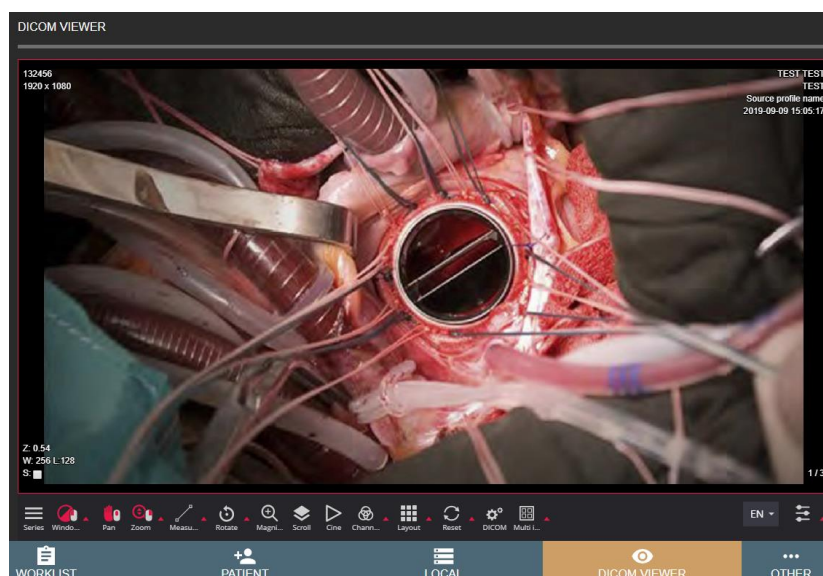 DICOM VIEWER
132456
1920 x 1080
TEST TEST
TEST
Source profile name
2019-09-09 15:05:17
Z: 0.54
W: 256 L:128
S:
1 / 3
Series Windo... Pan Zoom Measu... Rotate Magni... Scroll Cine Chann... Layout Reset DICOM Multi i... EN
WORKLIST PATIENT LOCAL DICOM VIEWER OTHER